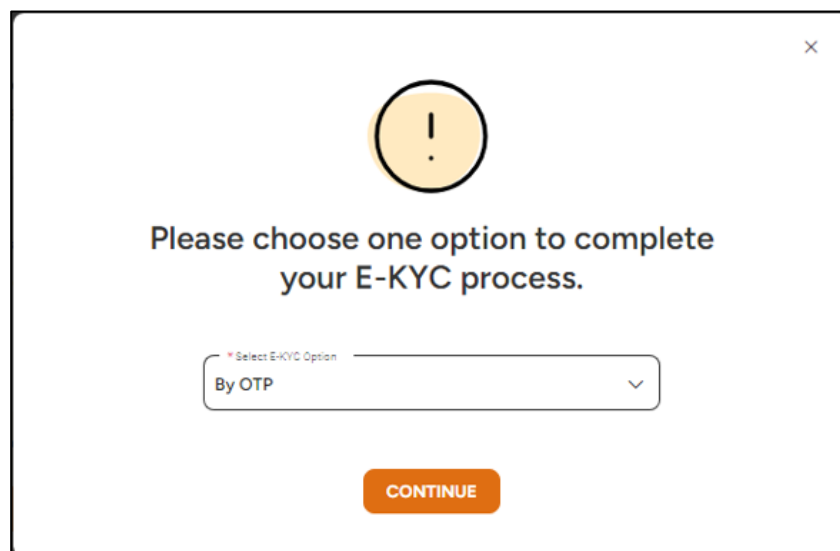 Please choose one option to complete
your E-KYC process.
* Select E-KYC Option
By OTP
CONTINUE